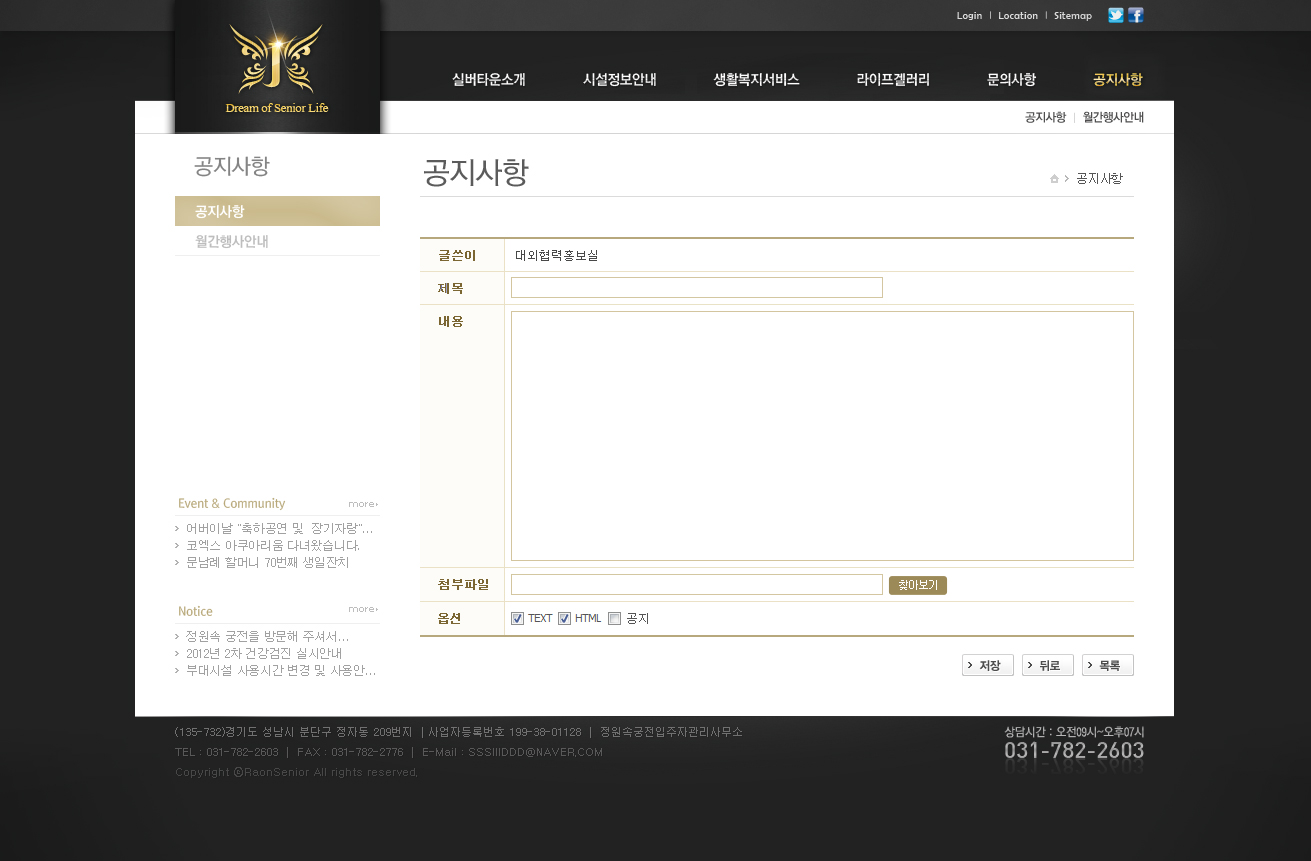 Login | Location | Sitemap
J
Dream of Senior Life
실버타운소개 시설정보안내 생활복지서비스 라이프겔러리 문의사항 공지사항
공지사항 | 월간행사안내
공지사항
공지사항
월간행사안내
공지사항
공지사항
글쓴이 대외협력홍보실
제목
내용
첨부파일 찾아보기
옵션 TEXT HTML 공지
저장 뒤로 목록
Event & Community more
어버이날 "축하공연 및 장기자랑"...
코엑스 아쿠아리움 다녀왔습니다.
문남례 할머니 70번째 생일잔치
Notice more
정원속 궁전을 방문해 주셔서...
2012년 2차 건강검진 실시안내
부대시설 사용시간 변경 및 사용안...
(135-732)경기도 성남시 분단구 정자동 209번지 | 사업자등록번호 199-38-01128 | 정원속궁전입주자관리사무소
TEL : 031-782-2603 | FAX : 031-782-2776 | E-Mail : SSSIIIDDD@NAVER.COM
Copyright ⓒRaonSenior All rights reserved.
상담시간 : 오전09시~오후07시
031-782-2603